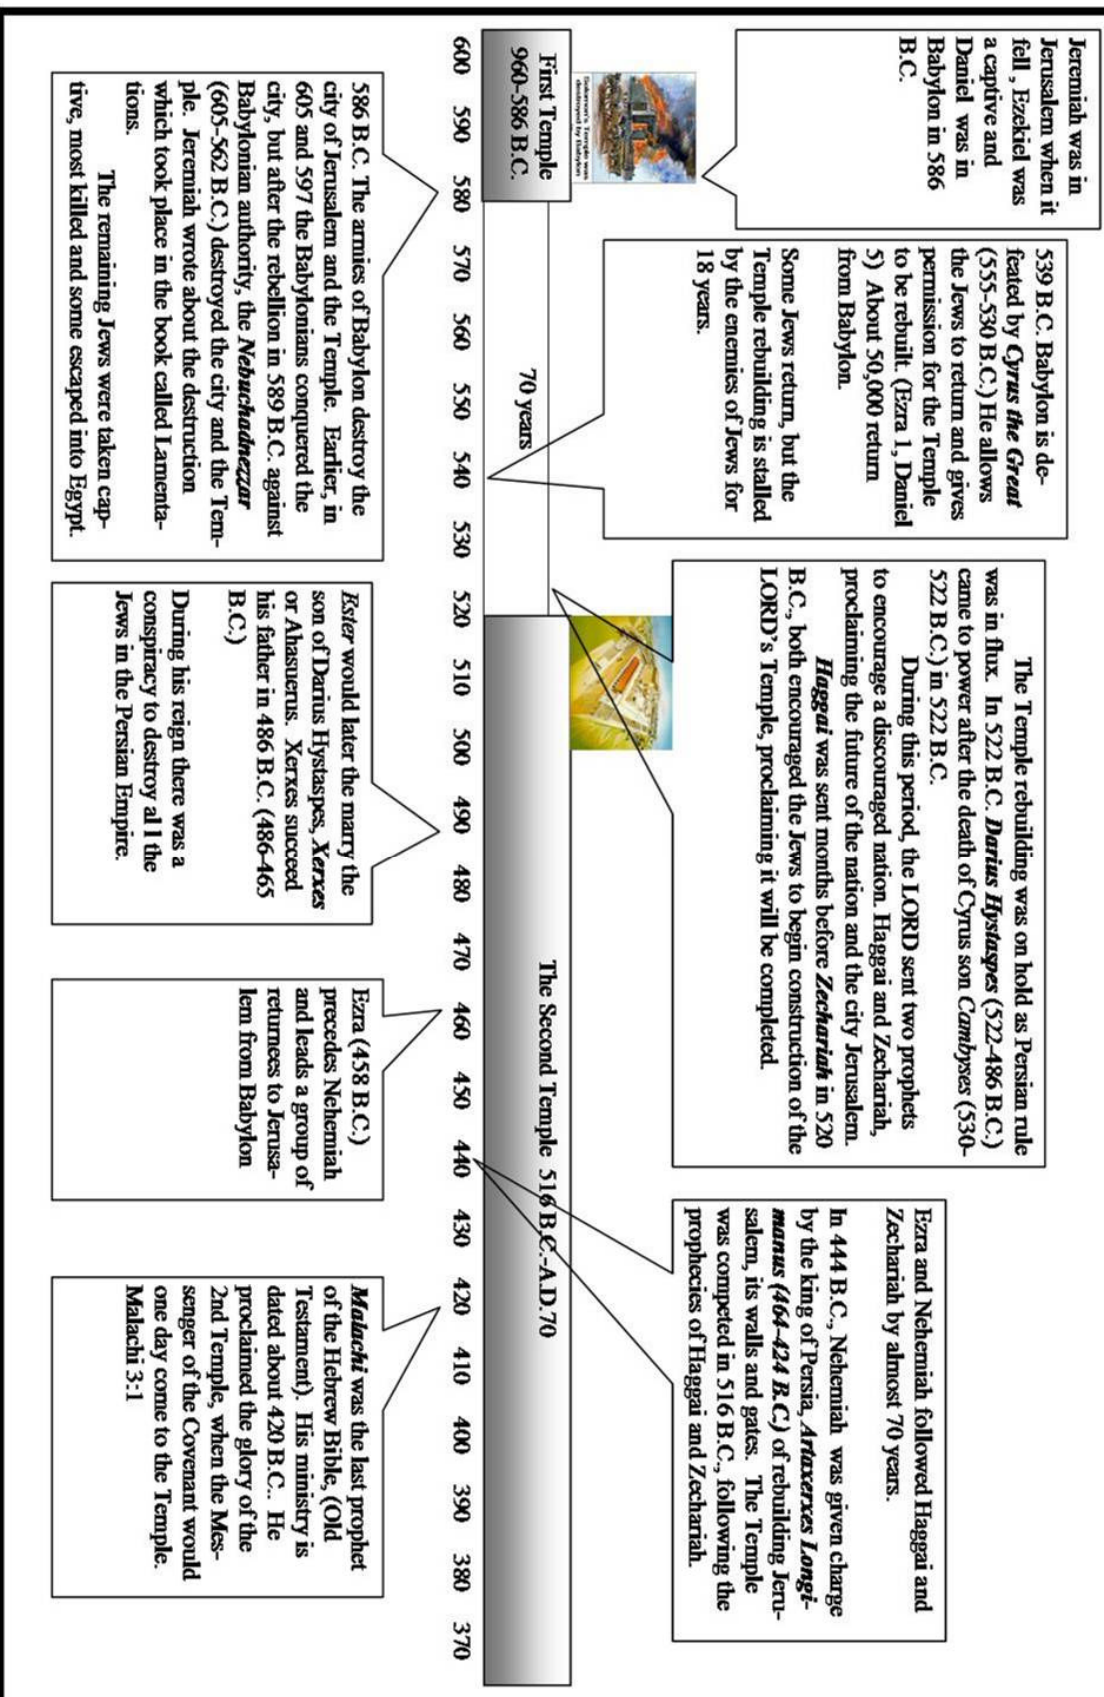 Jeremiah was in
Jerusalem when it
fell , Ezekiel was
a captive and
Daniel was in
Babylon in 586
B.C.
539 B.C. Babylon is de-
feated by Cyrus the Great
(555-530 B.C.) He allows
the Jews to return and gives
permission for the Temple
to be rebuilt. (Ezra 1, Daniel
5) About 50,000 return
from Babylon.
Some Jews return, but the
Temple rebuilding is stalled
by the enemies of Jews for
18 years.
The Temple rebuilding was on hold as Persian rule
was in flux. In 522 B.C. Darius Hystaspes (522-486 B.C.)
came to power after the death of Cyrus son Cambyses (530-
522 B.C.) in 522 B.C.
During this period, the LORD sent two prophets
to encourage a discouraged nation. Haggai and Zechariah,
proclaiming the future of the nation and the city Jerusalem.
Haggai was sent months before Zechariah in 520
B.C., both encouraged the Jews to begin construction of the
LORD's Temple, proclaiming it will be completed.
Ezra and Nehemiah followed Haggai and
Zechariah by almost 70 years.
In 444 B.C., Nehemiah was given charge
by the king of Persia, Artaxerxes Longi-
manus (464-424 B.C.) of rebuilding Jeru-
salem, its walls and gates. The Temple
was competed in 516 B.C., following the
prophecies of Haggai and Zechariah.
Solomon's Temple was
destroyed by Babylon
First Temple
960-586 B.C.
70 years
The Second Temple 516 B.C.-A.D.70
600 590 580 570 560 550 540 530 520 510 500 490 480 470 460 450 440 430 420 410 400 390 380 370
586 B.C. The armies of Babylon destroy the
city of Jerusalem and the Temple. Earlier, in
605 and 597 the Babylonians conquered the
city, but after the rebellion in 589 B.C. against
Babylonian authority, the Nebuchadnezzar
(605-562 B.C.) destroyed the city and the Tem-
ple. Jeremiah wrote about the destruction
which took place in the book called Lamenta-
tions.
The remaining Jews were taken cap-
tive, most killed and some escaped into Egypt.
Ester would later the marry the
son of Darius Hystaspes, Xerxes
or Ahasuerus. Xerxes succeed
his father in 486 B.C. (486-465
B.C.)
During his reign there was a
conspiracy to destroy al l the
Jews in the Persian Empire.
Ezra (458 B.C.)
precedes Nehemiah
and leads a group of
returnees to Jerusa-
lem from Babylon
Malachi was the last prophet
of the Hebrew Bible, (Old
Testament). His ministry is
dated about 420 B.C.. He
proclaimed the glory of the
2nd Temple, when the Mes-
senger of the Covenant would
one day come to the Temple.
Malachi 3:1